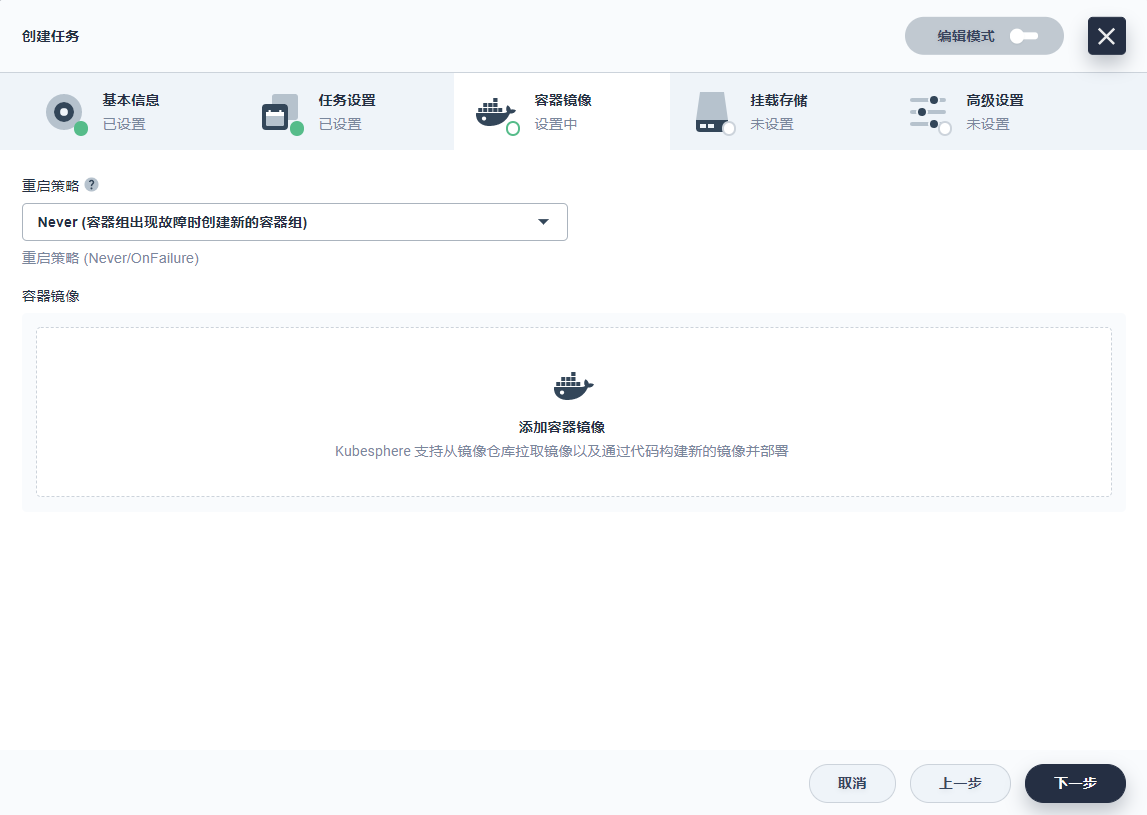 创建任务
编辑模式
基本信息
已设置
任务设置
已设置
容器镜像
设置中
挂载存储
未设置
高级设置
未设置
重启策略 ?
Never (容器组出现故障时创建新的容器组)
重启策略 (Never/OnFailure)
容器镜像
添加容器镜像
Kubesphere 支持从镜像仓库拉取镜像以及通过代码构建新的镜像并部署
取消
上一步
下一步